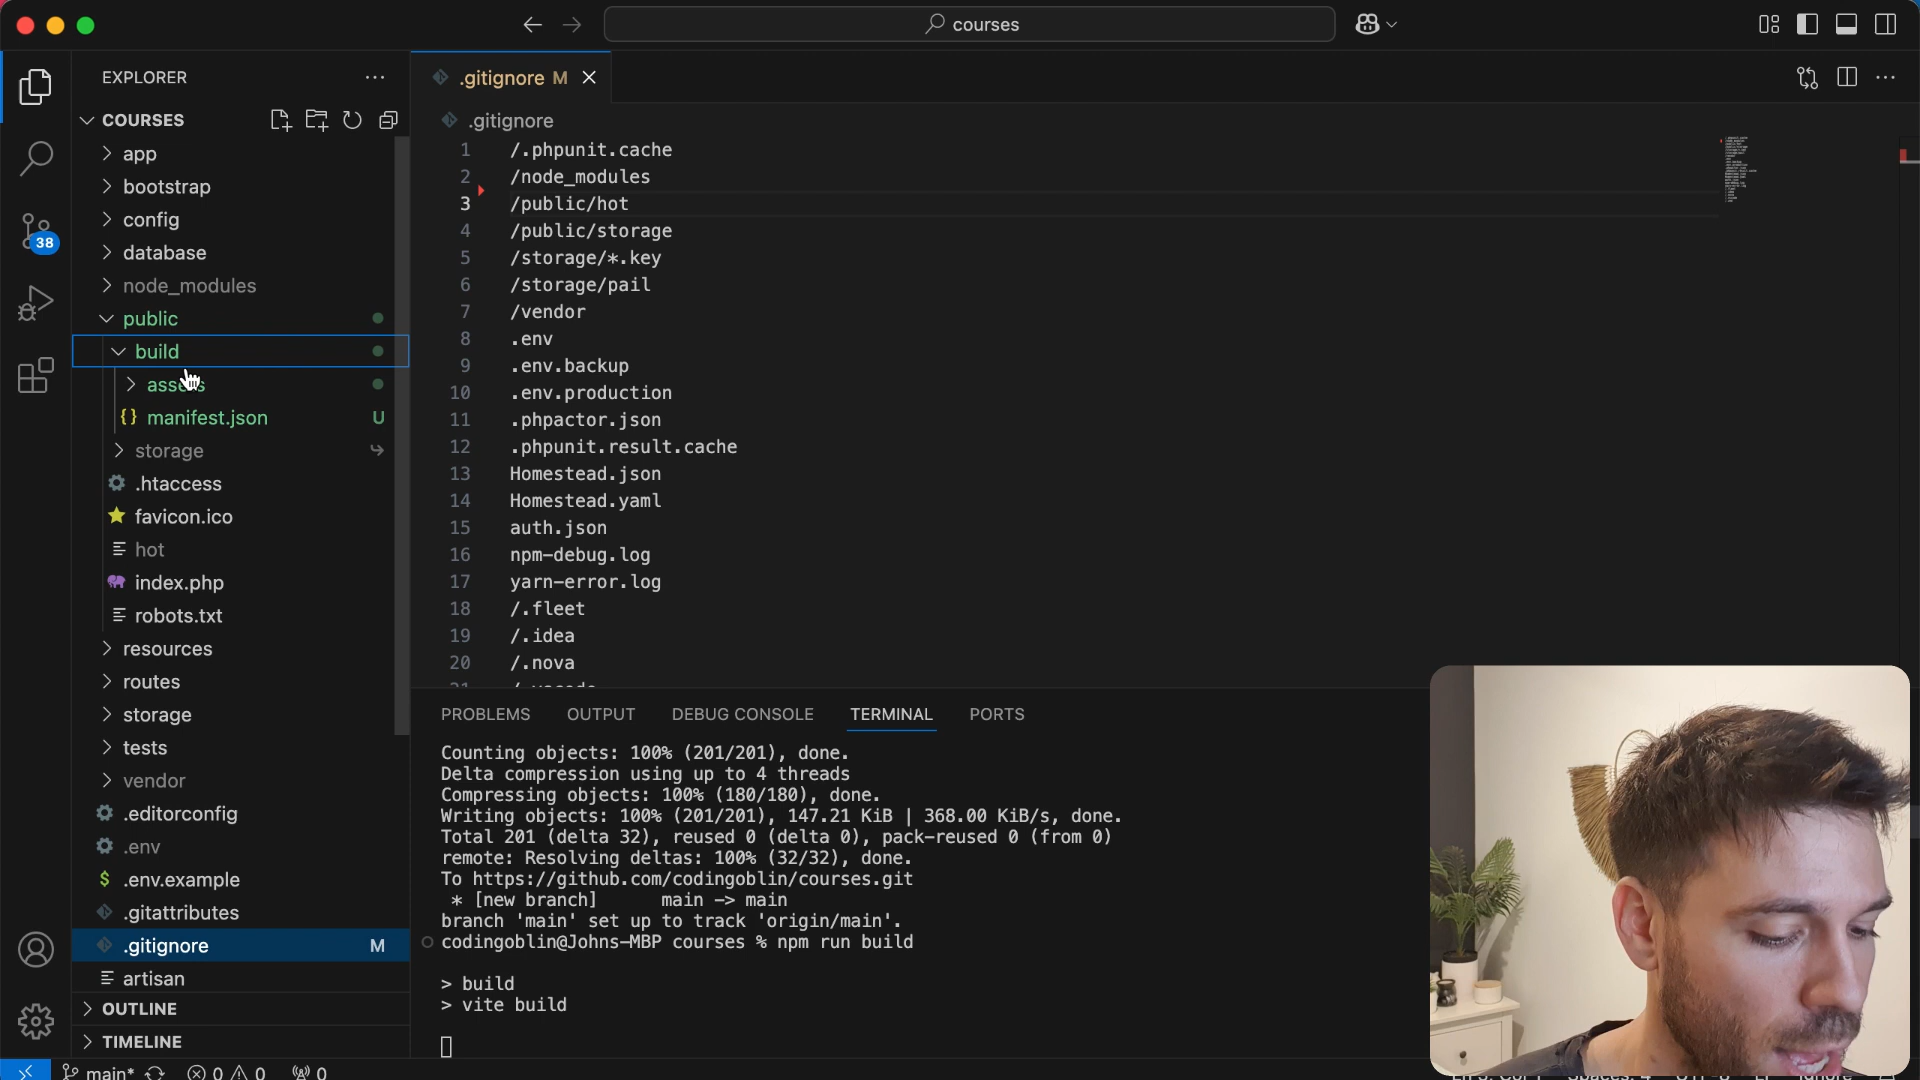 courses
EXPLORER
COURSES
app
bootstrap
config
database
node_modules
public
build
manifest.json
U
storage
.htaccess
favicon.ico
hot
index.php
robots.txt
resources
routes
storage
tests
vendor
.editorconfig
.env
.env.example
.gitattributes
.gitignore
M
artisan
OUTLINE
TIMELINE
38
.gitignore M
.gitignore
1 /.phpunit.cache
2 /node_modules
3 /public/hot
4 /public/storage
5 /storage/*.key
6 /storage/pail
7 /vendor
8 .env
9 .env.backup
10 .env.production
11 .phpactor.json
12 .phpunit.result.cache
13 Homestead.json
14 Homestead.yaml
15 auth.json
16 npm-debug.log
17 yarn-error.log
18 /.fleet
19 /.idea
20 /.nova
PROBLEMS OUTPUT DEBUG CONSOLE TERMINAL PORTS
Counting objects: 100% (201/201), done.
Delta compression using up to 4 threads
Compressing objects: 100% (180/180), done.
Writing objects: 100% (201/201), 147.21 KiB | 368.00 KiB/s, done.
Total 201 (delta 32), reused 0 (delta 0), pack-reused 0 (from 0)
remote: Resolving deltas: 100% (32/32), done.
To https://github.com/codingoblin/courses.git
* [new branch] main -> main
branch 'main' set up to track 'origin/main'.
codingoblin@Johns-MBP courses % npm run build
> build
> vite build
main* 0 0 0